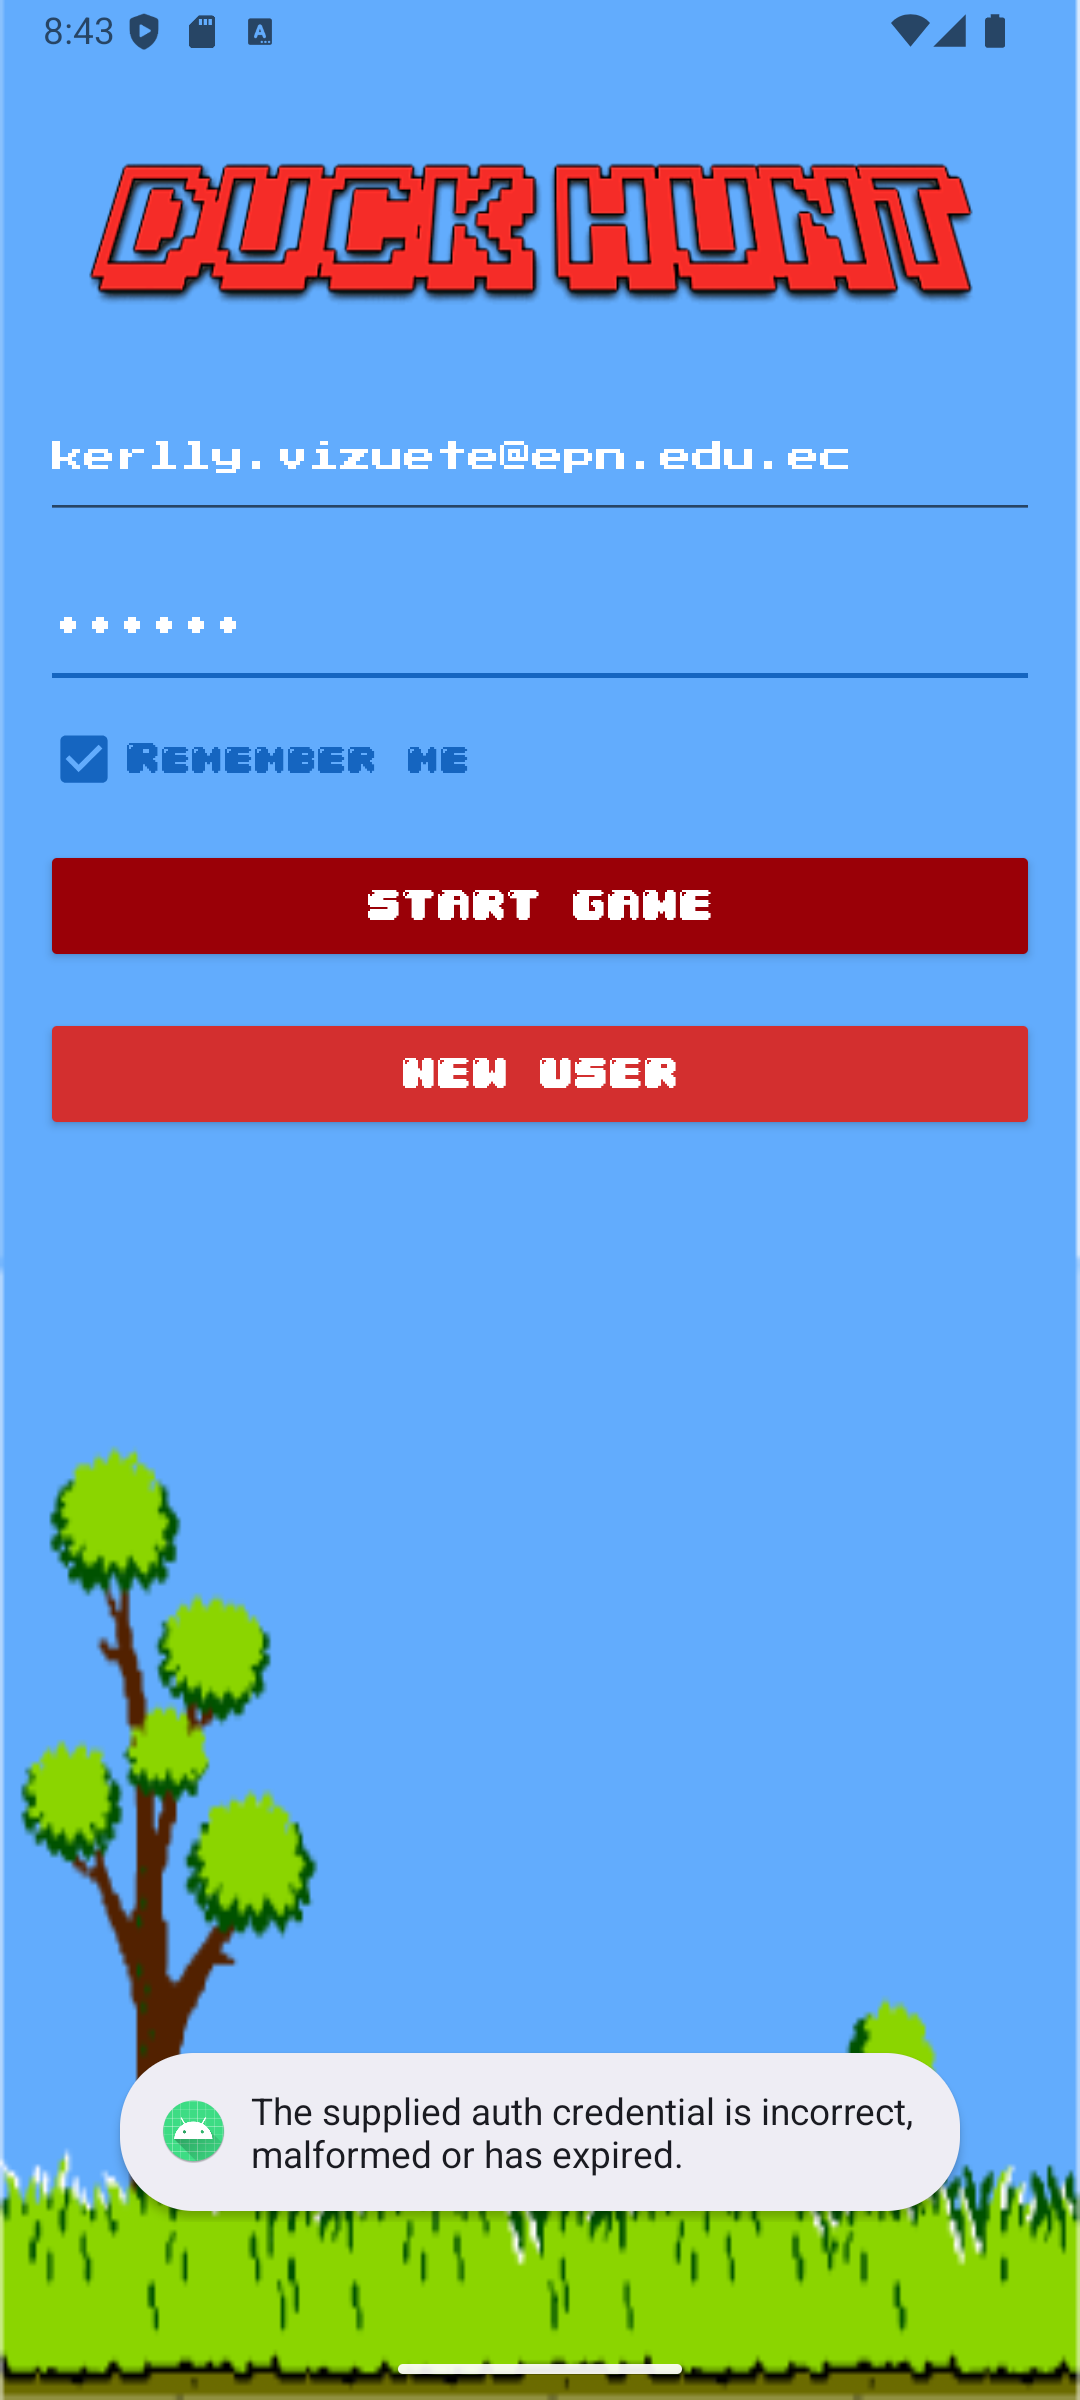 8:43
DUCK HUNT
kerlly.vizuete@epn.edu.ec
••••••
Remember me
START GAME
NEW USER
The supplied auth credential is incorrect,
malformed or has expired.